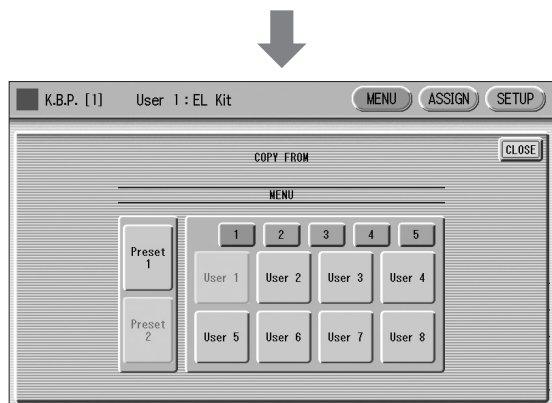 K.B.P. [1] User 1 : EL Kit MENU ASSIGN SETUP
COPY FROM CLOSE
MENU
1 2 3 4 5
Preset 1
User 1 User 2 User 3 User 4
Preset 2
User 5 User 6 User 7 User 8